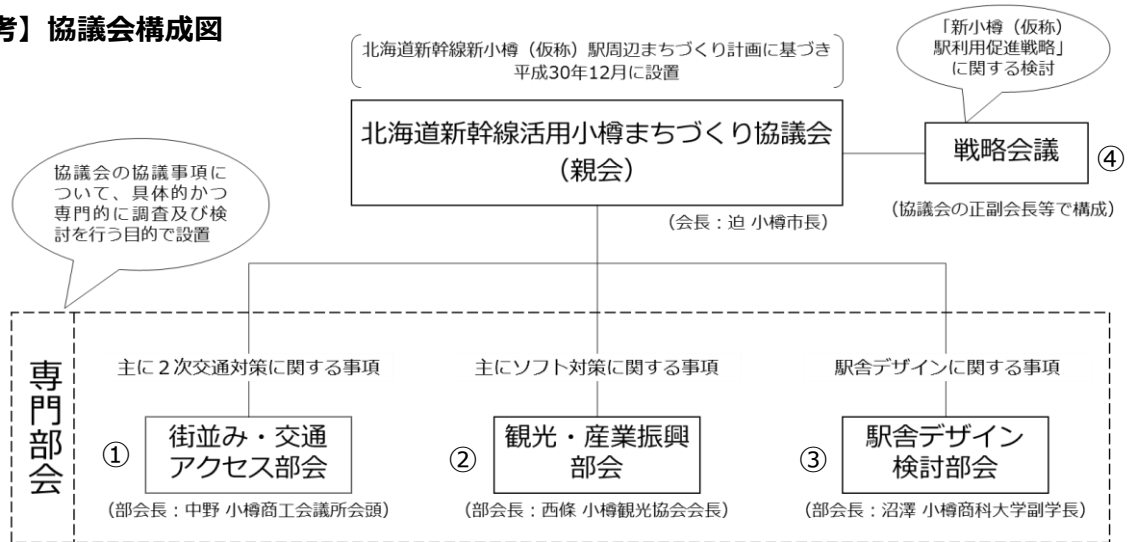 考】協議会構成図
北海道新幹線新小樽（仮称）駅周辺まちづくり計画に基づき
平成30年12月に設置
「新小樽（仮称）
駅利用促進戦略」
に関する検討
北海道新幹線活用小樽まちづくり協議会
（親会）
戦略会議
④
（会長：迫 小樽市長）
（協議会の正副会長等で構成）
協議会の協議事項に
ついて、具体的かつ
専門的に調査及び検
討を行う目的で設置
専門部会
主に２次交通対策に関する事項
①
街並み・交通
アクセス部会
（部会長：中野 小樽商工会議所会頭）
主にソフト対策に関する事項
②
観光・産業振興
部会
（部会長：西條 小樽観光協会会長）
駅舎デザインに関する事項
③
駅舎デザイン
検討部会
（部会長：沼澤 小樽商科大学副学長）